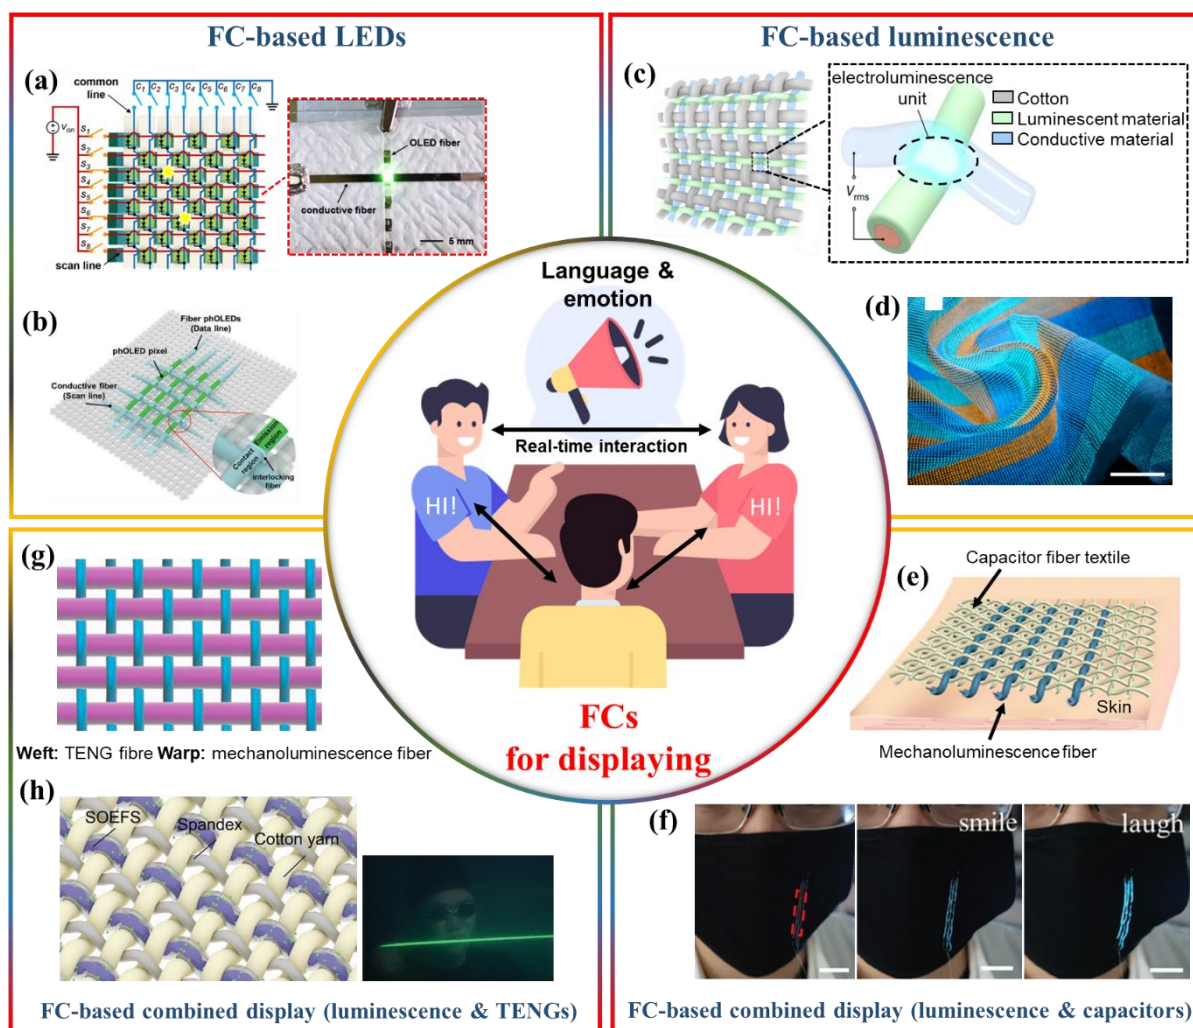 FC-based LEDs
(a)
common
line
C1 C2 C3 C4 C5 C6 C7 C8
Von
S1
S2
S3
S4
S5
S6
S7
S8
scan line
OLED fiber
conductive fiber
5 mm
(b)
Fiber phOLEDs
(Data line)
phOLED pixel
Conductive fiber
(Scan line)
Emission
region
Contact
region
interlocking
fiber
FC-based luminescence
(c)
electroluminescence
unit
Cotton
Luminescent material
Conductive material
Vrms
(d)
Language &
emotion
Real-time interaction
HI!
HI!
FCs
for displaying
(g)
Weft: TENG fibre Warp: mechanoluminescence fiber
(h)
SOEFS
Spandex
Cotton yarn
FC-based combined display (luminescence & TENGs)
(e)
Capacitor fiber textile
Skin
Mechanoluminescence fiber
(f)
smile
laugh
FC-based combined display (luminescence & capacitors)